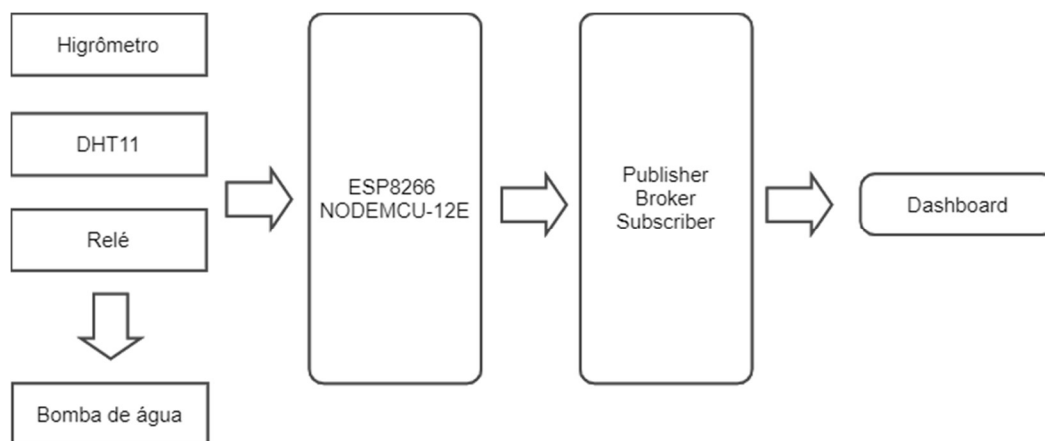 Higrômetro
DHT11
Relé
Bomba de água
ESP8266
NODEMCU-12E
Publisher
Broker
Subscriber
Dashboard